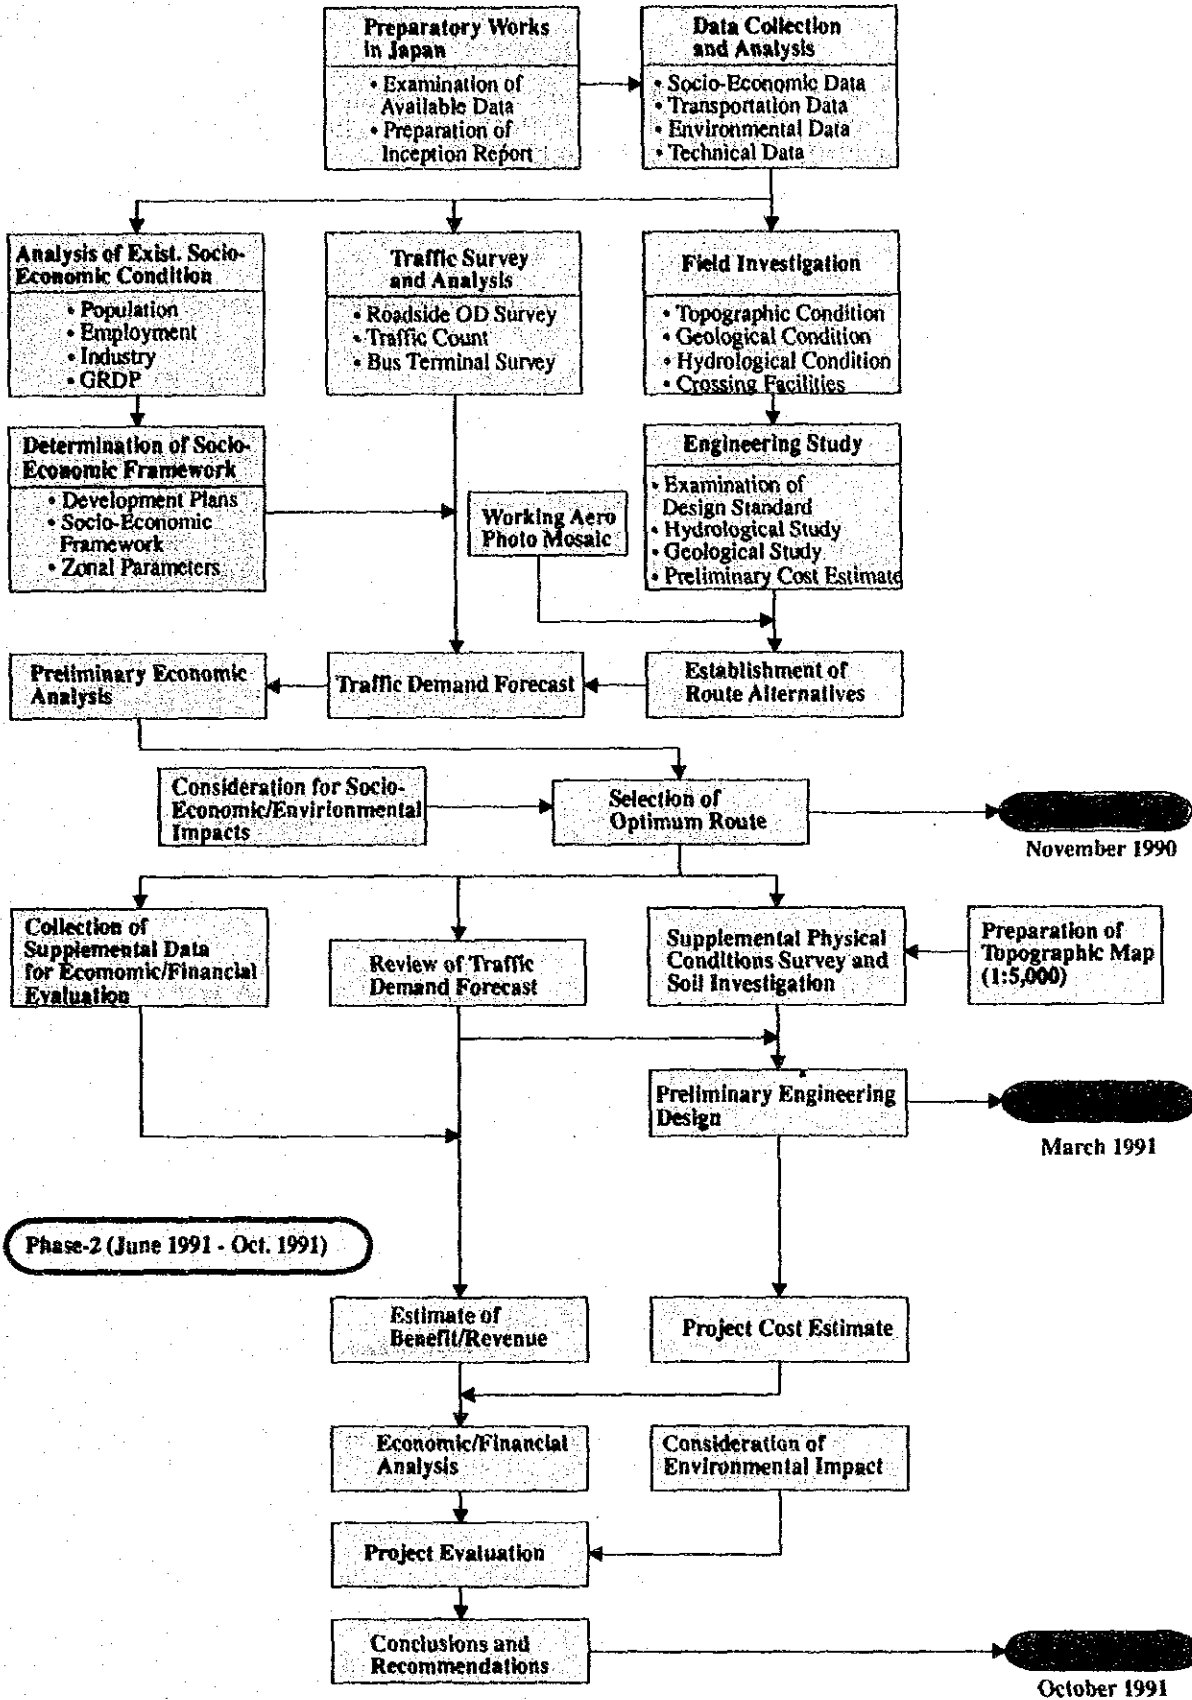 Preparatory Works
in Japan
• Examination of
Available Data
• Preparation of
Inception Report
Data Collection
and Analysis
• Socio-Economic Data
• Transportation Data
• Environmental Data
• Technical Data
Analysis of Exist. Socio-
Economic Condition
• Population
• Employment
• Industry
• GRDP
Traffic Survey
and Analysis
• Roadside OD Survey
• Traffic Count
• Bus Terminal Survey
Field Investigation
• Topographic Condition
• Geological Condition
• Hydrological Condition
• Crossing Facilities
Determination of Socio-
Economic Framework
• Development Plans
• Socio-Economic
Framework
• Zonal Parameters
Working Aero
Photo Mosaic
Engineering Study
• Examination of
Design Standard
• Hydrological Study
• Geological Study
• Preliminary Cost Estimate
Preliminary Economic
Analysis
Traffic Demand Forecast
Establishment of
Route Alternatives
Consideration for Socio-
Economic/Envirionmental
Impacts
Selection of
Optimum Route
November 1990
Collection of
Supplemental Data
for Ecomomic/Financial
Evaluation
Review of Traffic
Demand Forecast
Supplemental Physical
Conditions Survey and
Soil Investigation
Preparation of
Topographic Map
(1:5,000)
Preliminary Engineering
Design
March 1991
Phase-2 (June 1991 - Oct. 1991)
Estimate of
Benefit/Revenue
Project Cost Estimate
Economic/Financial
Analysis
Consideration of
Environmental Impact
Project Evaluation
Conclusions and
Recommendations
October 1991